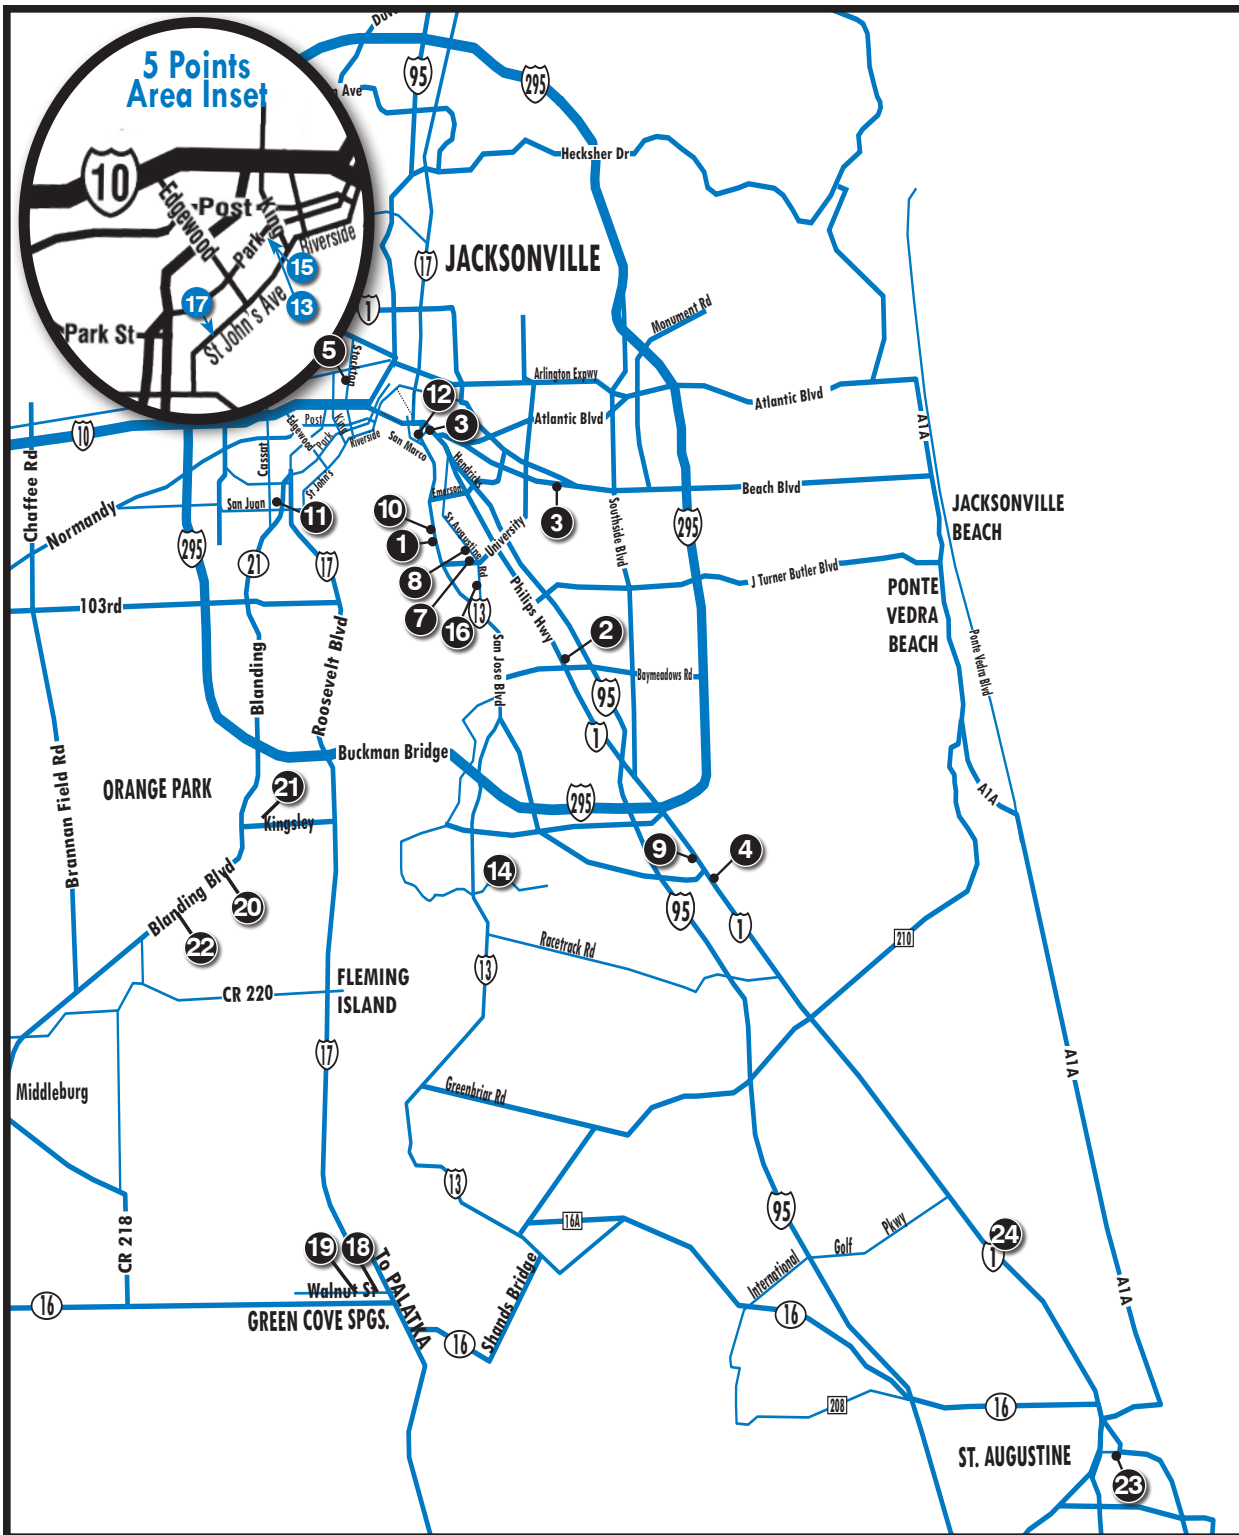 5 Points
Area Inset
10
Edgewood
Post
King
Park
Riverside
15
13
17
St John's Ave
Park St
95
295
Hecksher Dr
17
JACKSONVILLE
1
Monument Rd
5
Stockton
12
3
Arlington Expwy
Atlantic Blvd
Atlantic Blvd
A1A
10
Chaffee Rd
Cassat
Post
Edgewood
Park
King
Riverside
San Marco
St John's
Hendricks
Emerson
Beach Blvd
JACKSONVILLE
BEACH
Normandy
San Juan
11
10
1
St Augustine
Rd
University
3
Southside Blvd
295
295
21
17
8
7
16
13
Philips Hwy
J Turner Butler Blvd
PONTE
VEDRA
BEACH
103rd
Ponte Vedra Blvd
Blanding
Roosevelt Blvd
San Jose Blvd
2
Baymeadows Rd
95
1
Buckman Bridge
Brannan Field Rd
ORANGE PARK
21
Kingsley
295
A1A
9
4
14
Blanding Blvd
20
22
95
1
210
Racetrack Rd
13
FLEMING
ISLAND
CR 220
17
Middleburg
Greenbriar Rd
A1A
13
16A
95
CR 218
International
Golf
Pkwy
24
1
19
18
Walnut St
To PALATKA
Shands Bridge
16
GREEN COVE SPGS.
16
16
A1A
208
16
ST. AUGUSTINE
23